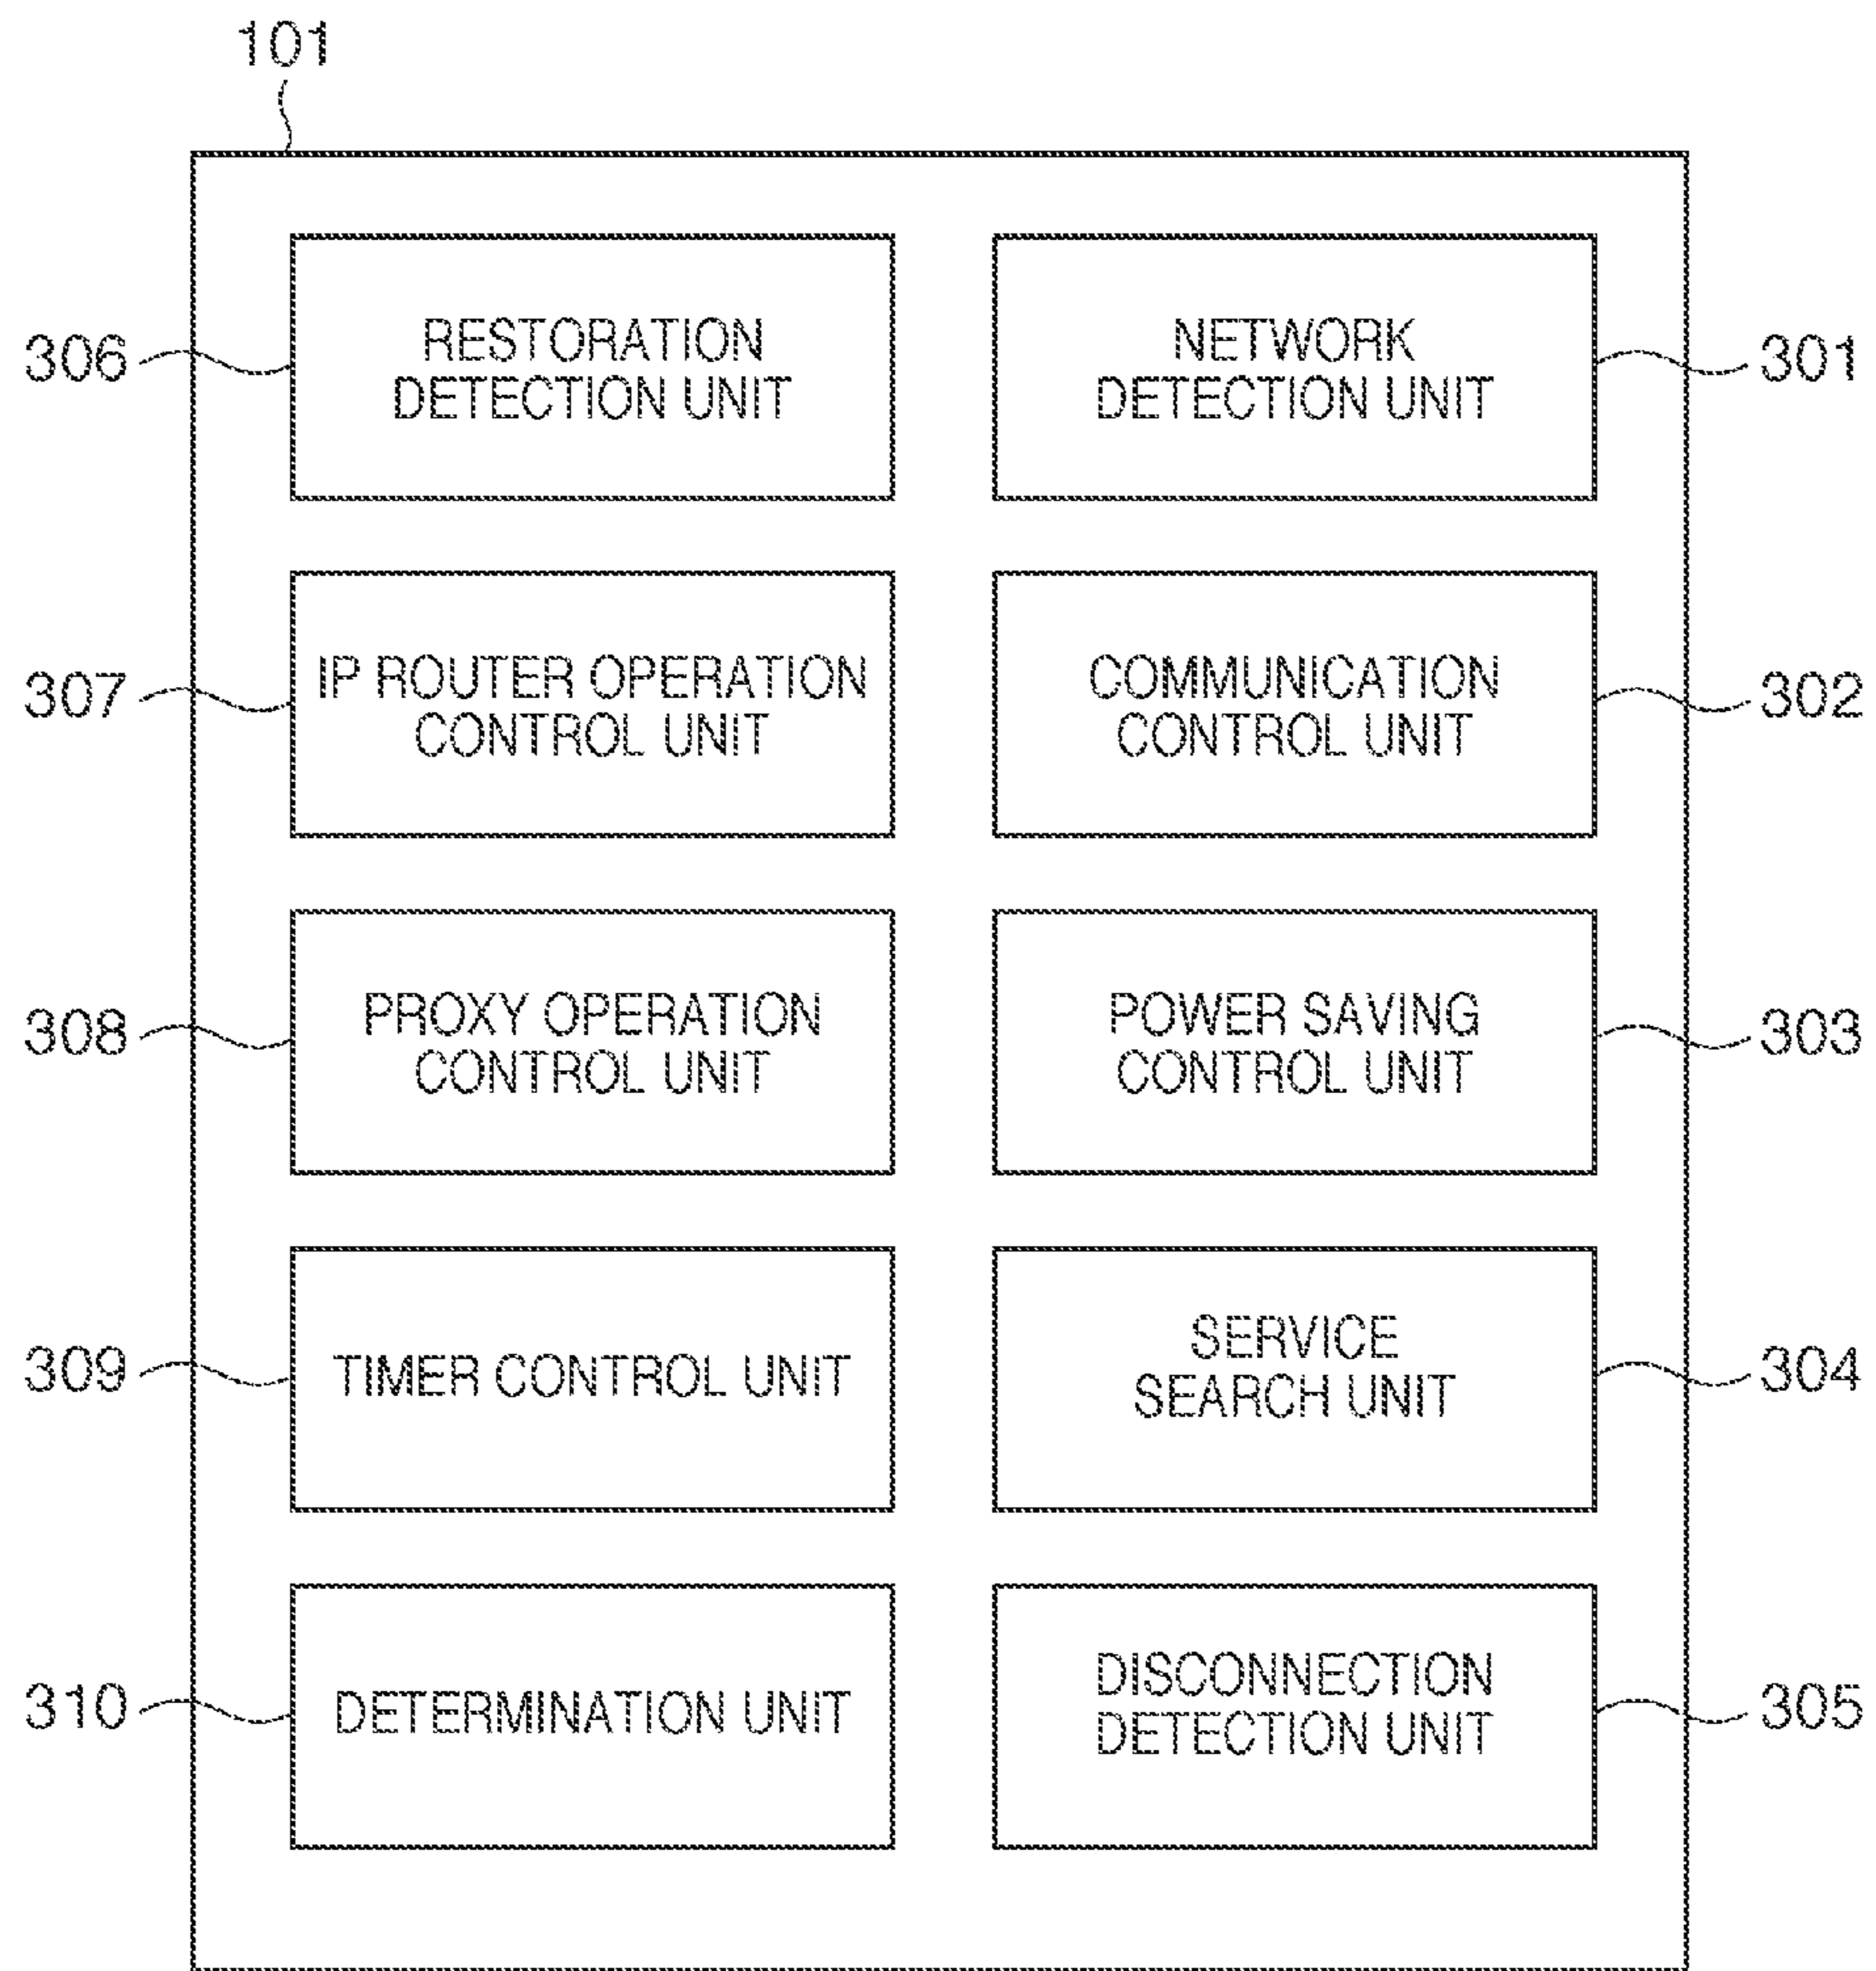 101
306
RESTORATION
DETECTION UNIT
NETWORK
DETECTION UNIT
301
307
IP ROUTER OPERATION
CONTROL UNIT
COMMUNICATION
CONTROL UNIT
302
308
PROXY OPERATION
CONTROL UNIT
POWER SAVING
CONTROL UNIT
303
309
TIMER CONTROL UNIT
SERVICE
SEARCH UNIT
304
310
DETERMINATION UNIT
DISCONNECTION
DETECTION UNIT
305